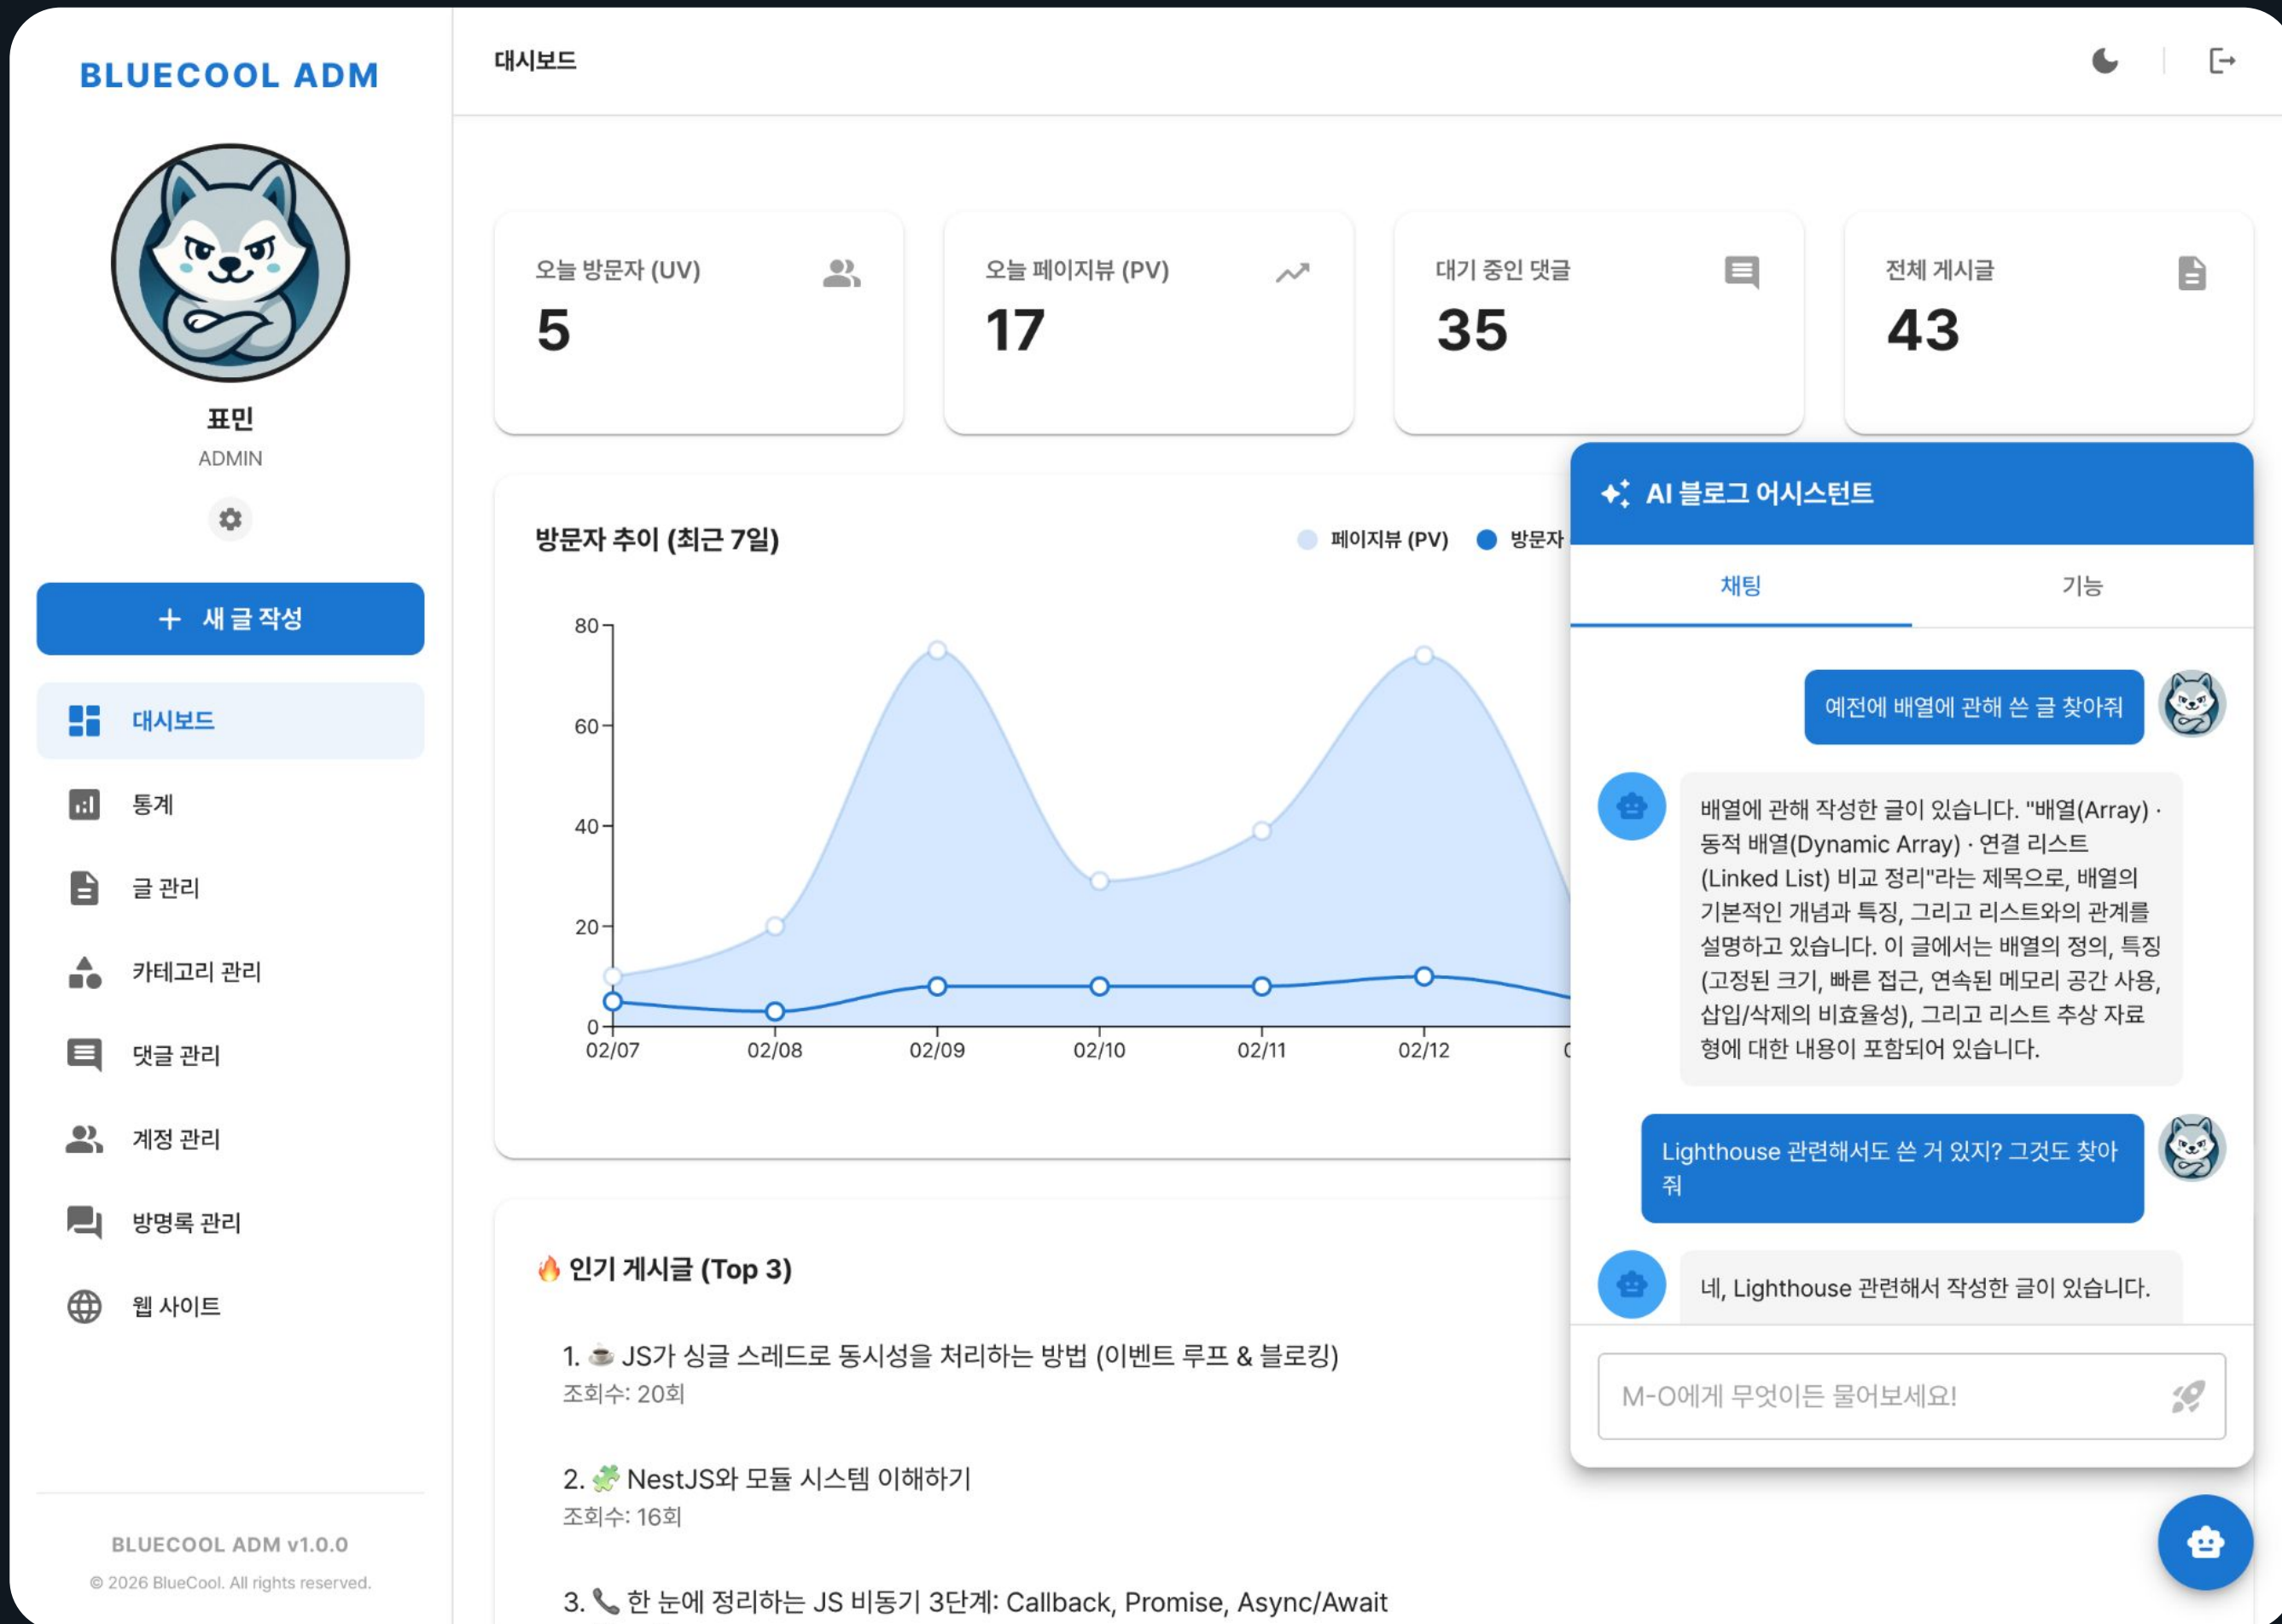 BLUECOOL ADM
표민
ADMIN
새 글 작성
대시보드
통계
글 관리
카테고리 관리
댓글 관리
계정 관리
방명록 관리
웹 사이트
BLUECOOL ADM v1.0.0
© 2026 BlueCool. All rights reserved.
대시보드
오늘 방문자 (UV)
5
오늘 페이지뷰 (PV)
17
대기 중인 댓글
35
전체 게시글
43
방문자 추이 (최근 7일)
페이지뷰 (PV)
방문자
80
60
40
20
0
02/07
02/08
02/09
02/10
02/11
02/12
🔥 인기 게시글 (Top 3)
1. ☕ JS가 싱글 스레드로 동시성을 처리하는 방법 (이벤트 루프 & 블로킹)
조회수: 20회
2. 🧩 NestJS와 모듈 시스템 이해하기
조회수: 16회
3. 📞 한 눈에 정리하는 JS 비동기 3단계: Callback, Promise, Async/Await
AI 블로그 어시스턴트
채팅
기능
예전에 배열에 관해 쓴 글 찾아줘
배열에 관해 작성한 글이 있습니다. "배열(Array) ·
동적 배열(Dynamic Array) · 연결 리스트
(Linked List) 비교 정리"라는 제목으로, 배열의
기본적인 개념과 특징, 그리고 리스트와의 관계를
설명하고 있습니다. 이 글에서는 배열의 정의, 특징
(고정된 크기, 빠른 접근, 연속된 메모리 공간 사용,
삽입/삭제의 비효율성), 그리고 리스트 추상 자료
형에 대한 내용이 포함되어 있습니다.
Lighthouse 관련해서도 쓴 거 있지? 그것도 찾아
줘
네, Lighthouse 관련해서 작성한 글이 있습니다.
M-O에게 무엇이든 물어보세요!